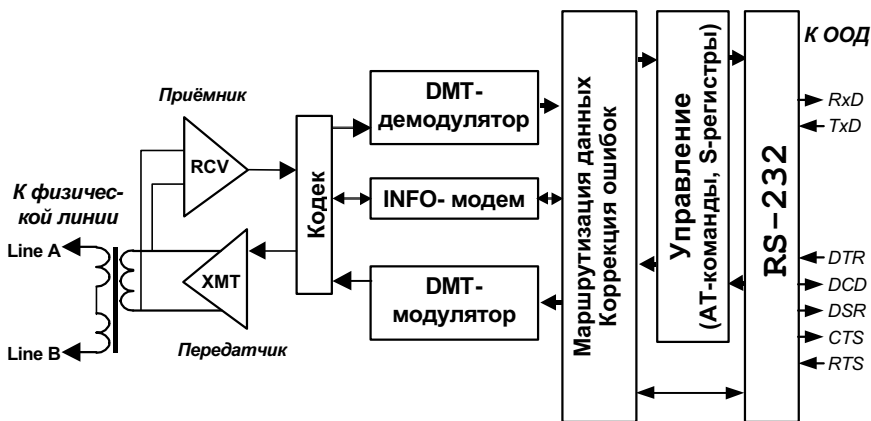 К ООД
Приёмник
RCV
К физичес-
кой линии
Line A
Line B
XMT
Передатчик
Кодек
DMT-
демодулятор
INFO- модем
DMT-
модулятор
Маршрутизация данных
Коррекция ошибок
Управление
(АТ-команды, S-регистры)
RS-232
RxD
TxD
DTR
DCD
DSR
CTS
RTS